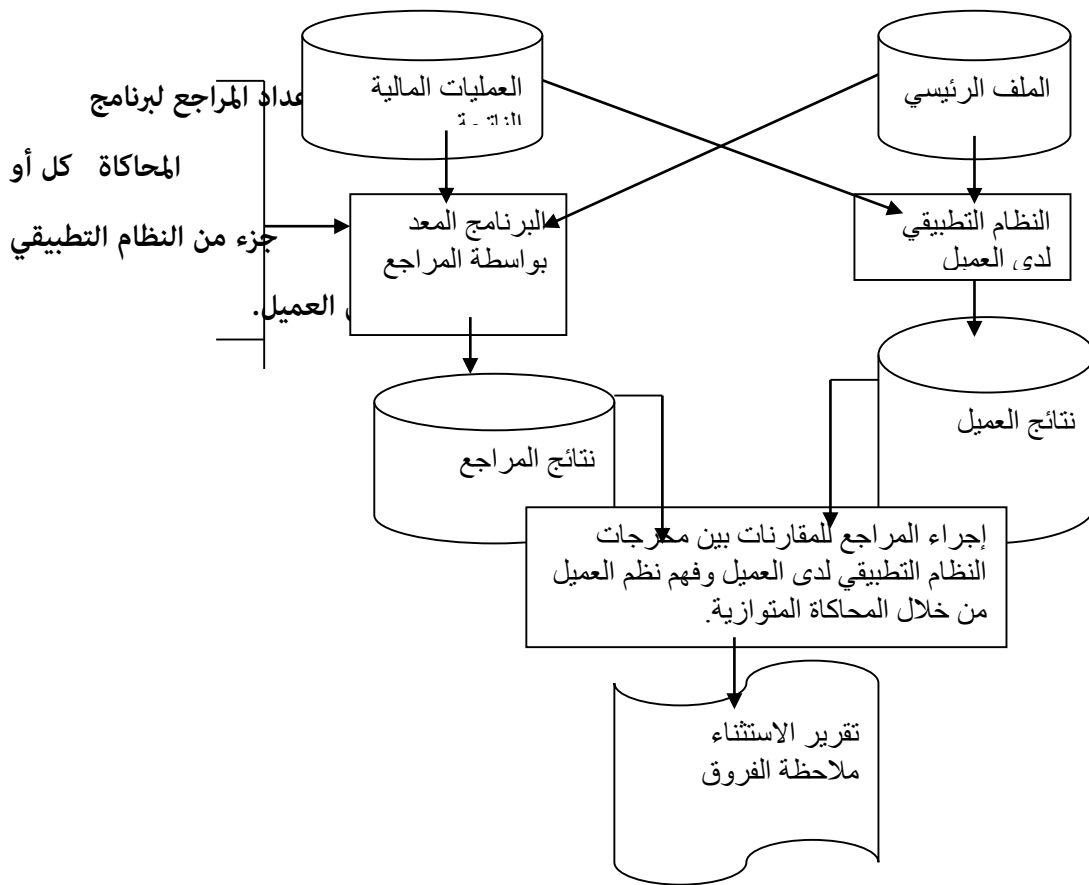 الملف الرئيسي
العمليات المالية
المراجع لبرنامج
المحاكاة كل أو
جزء من النظام التطبيقي
العميل.
النظام التطبيقي
لدى العميل
البرنامج المعد
بواسطة المراجع
نتائج العميل
نتائج المراجع
إجراء المراجع للمقارنات بين مخرجات
النظام التطبيقي لدى العميل وفهم نظم العميل
من خلال المحاكاة المتوازية.
تقرير الاستثناء
ملاحظة الفروق